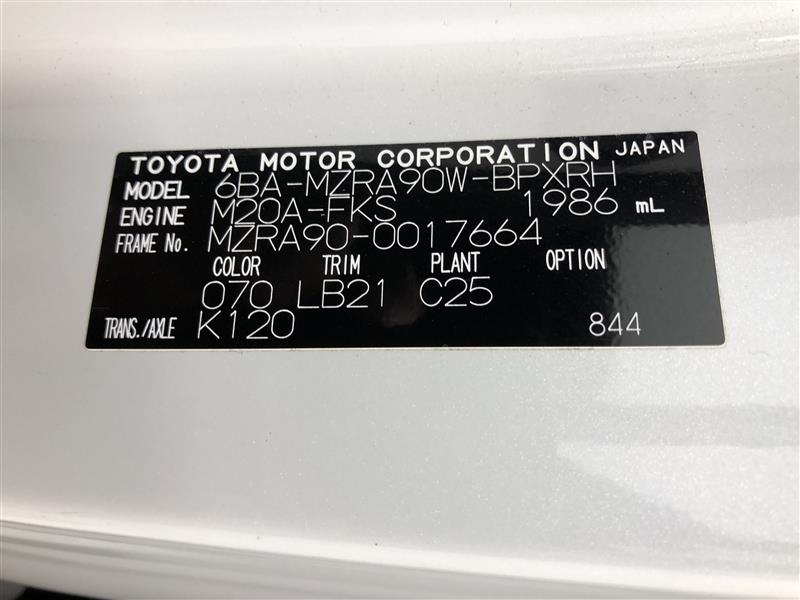 TOYOTA MOTOR CORPORATION JAPAN
MODEL 6BA-MZRA90W-BPXRH
ENGINE M20A-FKS 1986 mL
FRAME No. MZRA90-0017664
COLOR TRIM PLANT OPTION
070 LB21 C25
TRANS./AXLE K120 844